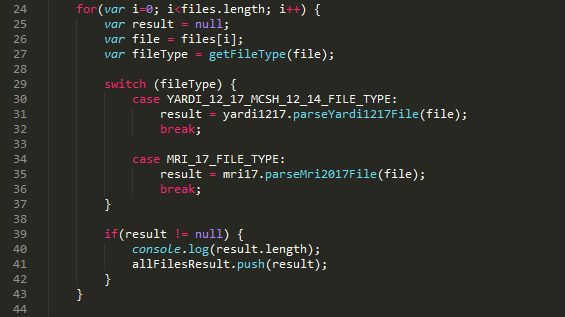 24 for(var i=0; i<files.length; i++) {
25 var result = null;
26 var file = files[i];
27 var fileType = getFileType(file);
28
29 switch (fileType) {
30 case YARDI_12_17_MCSH_12_14_FILE_TYPE:
31 result = yardi1217.parseYardi1217File(file);
32 break;
33
34 case MRI_17_FILE_TYPE:
35 result = mri17.parseMri2017File(file);
36 break;
37 }
38
39 if(result != null) {
40 console.log(result.length);
41 allFilesResult.push(result);
42 }
43 }
44